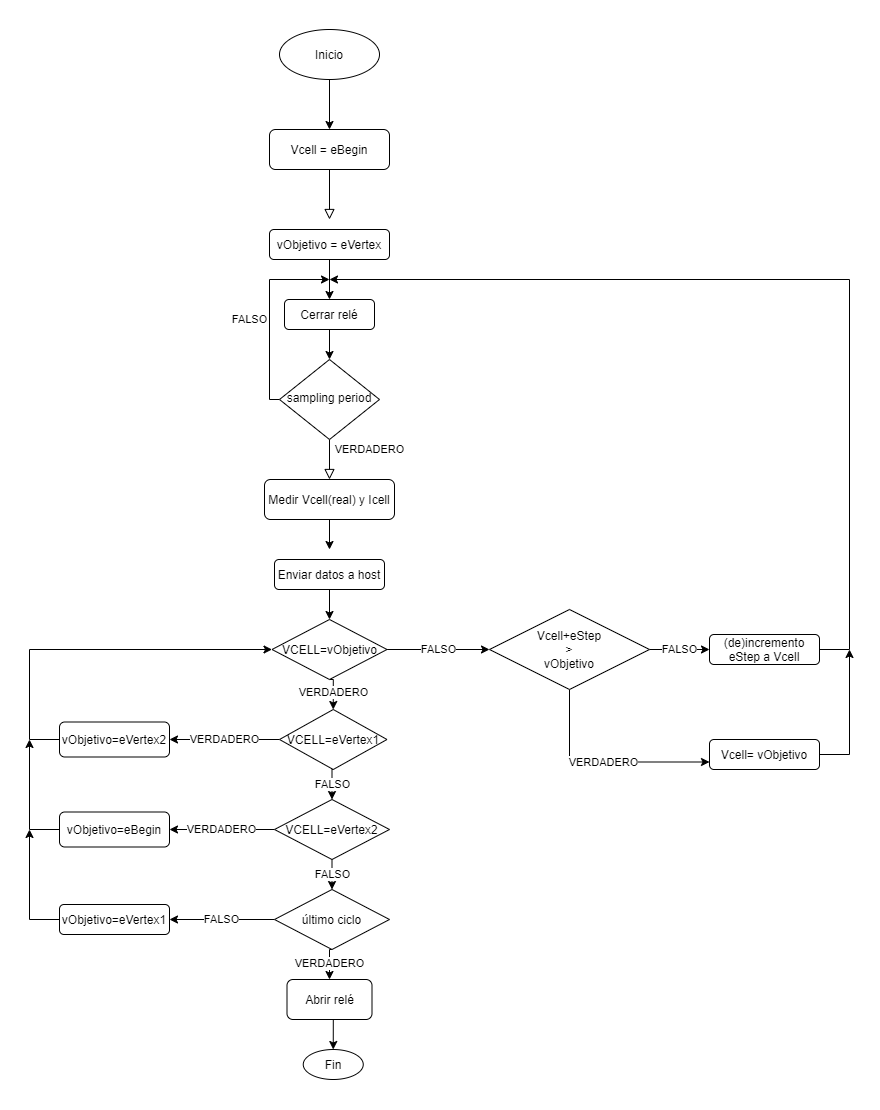 Inicio
Vcell = eBegin
vObjetivo = eVertex
FALSO
Cerrar relé
sampling period
VERDADERO
Medir Vcell(real) y Icell
Enviar datos a host
VCELL=vObjetivo
FALSO
Vcell+eStep
>
vObjetivo
FALSO
(de)incremento
eStep a Vcell
VERDADERO
vObjetivo=eVertex2
VERDADERO
VCELL=eVertex1
VERDADERO
Vcell= vObjetivo
FALSO
vObjetivo=eBegin
VERDADERO
VCELL=eVertex2
FALSO
vObjetivo=eVertex1
FALSO
último ciclo
VERDADERO
Abrir relé
Fin